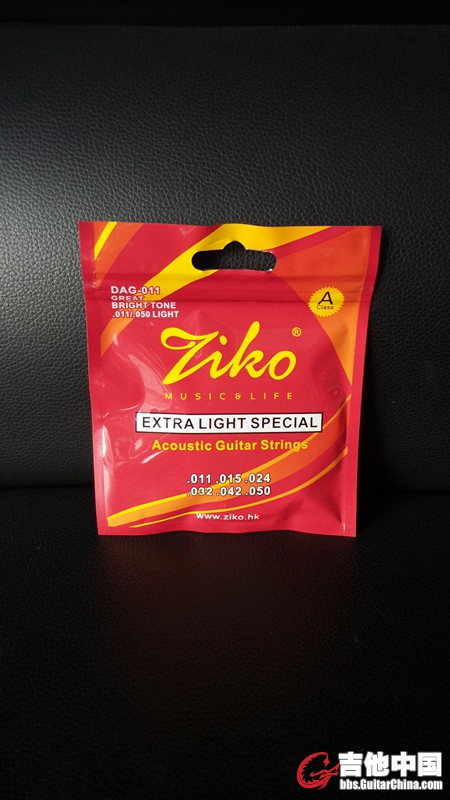 DAG-011
GREAT
BRIGHT TONE
.011/.050 LIGHT
A
Class
Ziko®
MUSIC & LIFE
EXTRA LIGHT SPECIAL
Acoustic Guitar Strings
.011 .015 .024
.032 .042 .050
www.ziko.hk
吉他中国
bbs.GuitarChina.com